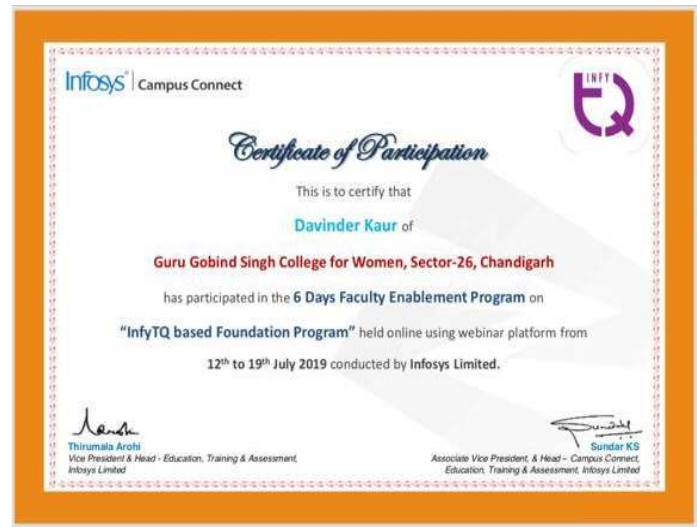 Infosys® | Campus Connect
INFY
TQ
Certificate of Participation
This is to certify that
Davinder Kaur of
Guru Gobind Singh College for Women, Sector-26, Chandigarh
has participated in the 6 Days Faculty Enablement Program on
"InfyTQ based Foundation Program" held online using webinar platform from
12th to 19th July 2019 conducted by Infosys Limited.
Thirumala Arohi
Vice President & Head - Education, Training & Assessment,
Infosys Limited
Sundar KS
Associate Vice President, & Head – Campus Connect,
Education, Training & Assessment, Infosys Limited